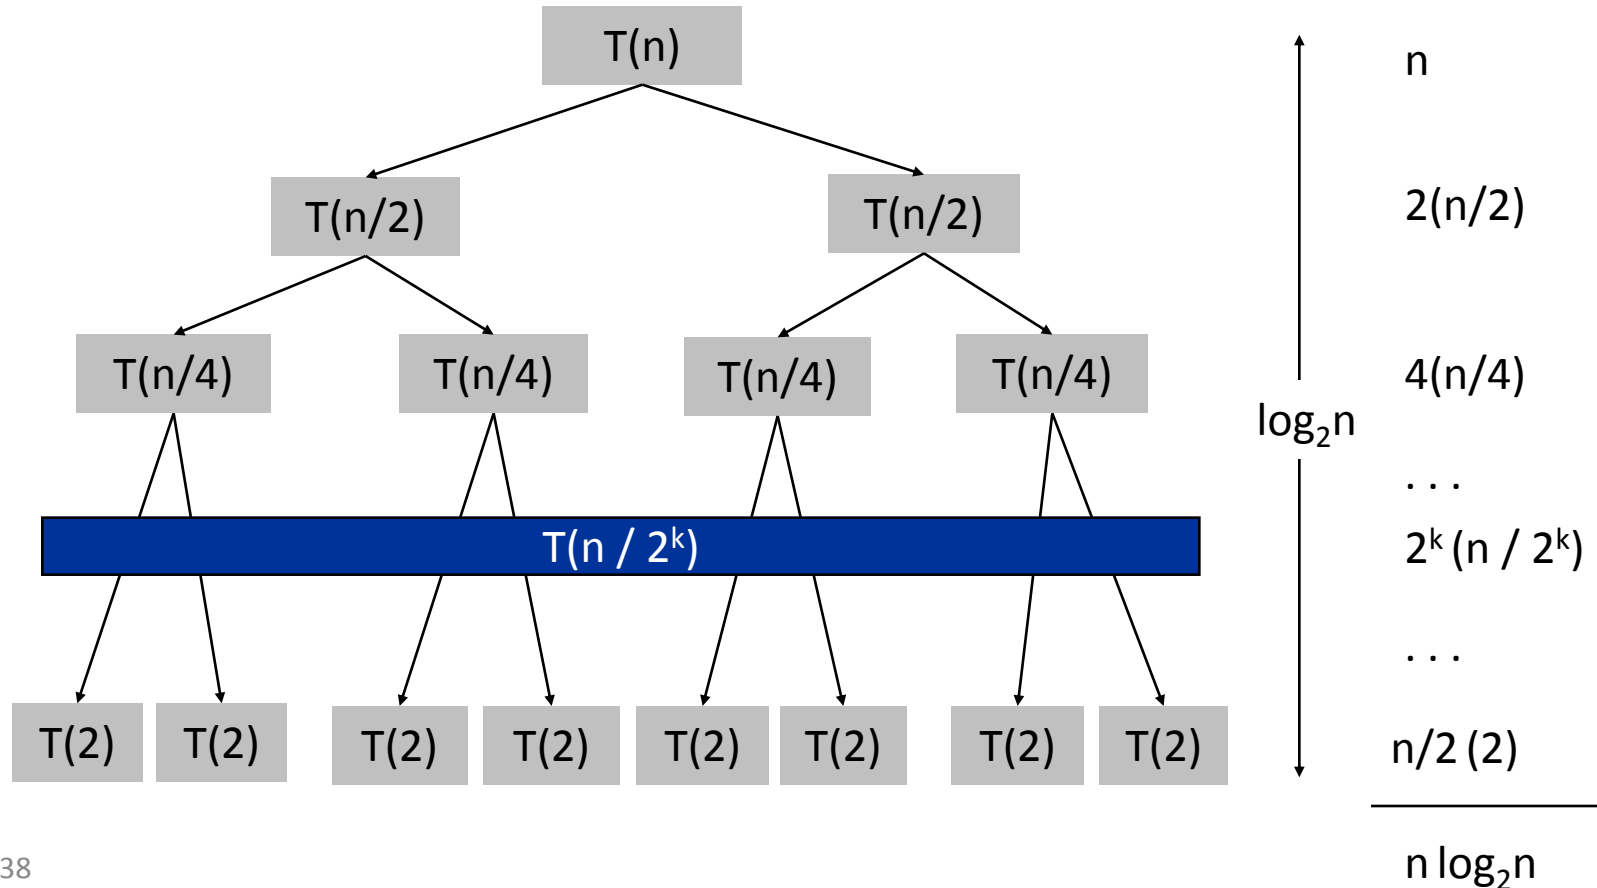 T(n)
n
T(n/2)
T(n/2)
2(n/2)
T(n/4)
T(n/4)
T(n/4)
T(n/4)
4(n/4)
log₂n
. . .
T(n / 2ᵏ)
2ᵏ (n / 2ᵏ)
. . .
T(2)
T(2)
T(2)
T(2)
T(2)
T(2)
T(2)
T(2)
n/2 (2)
n log₂n
38